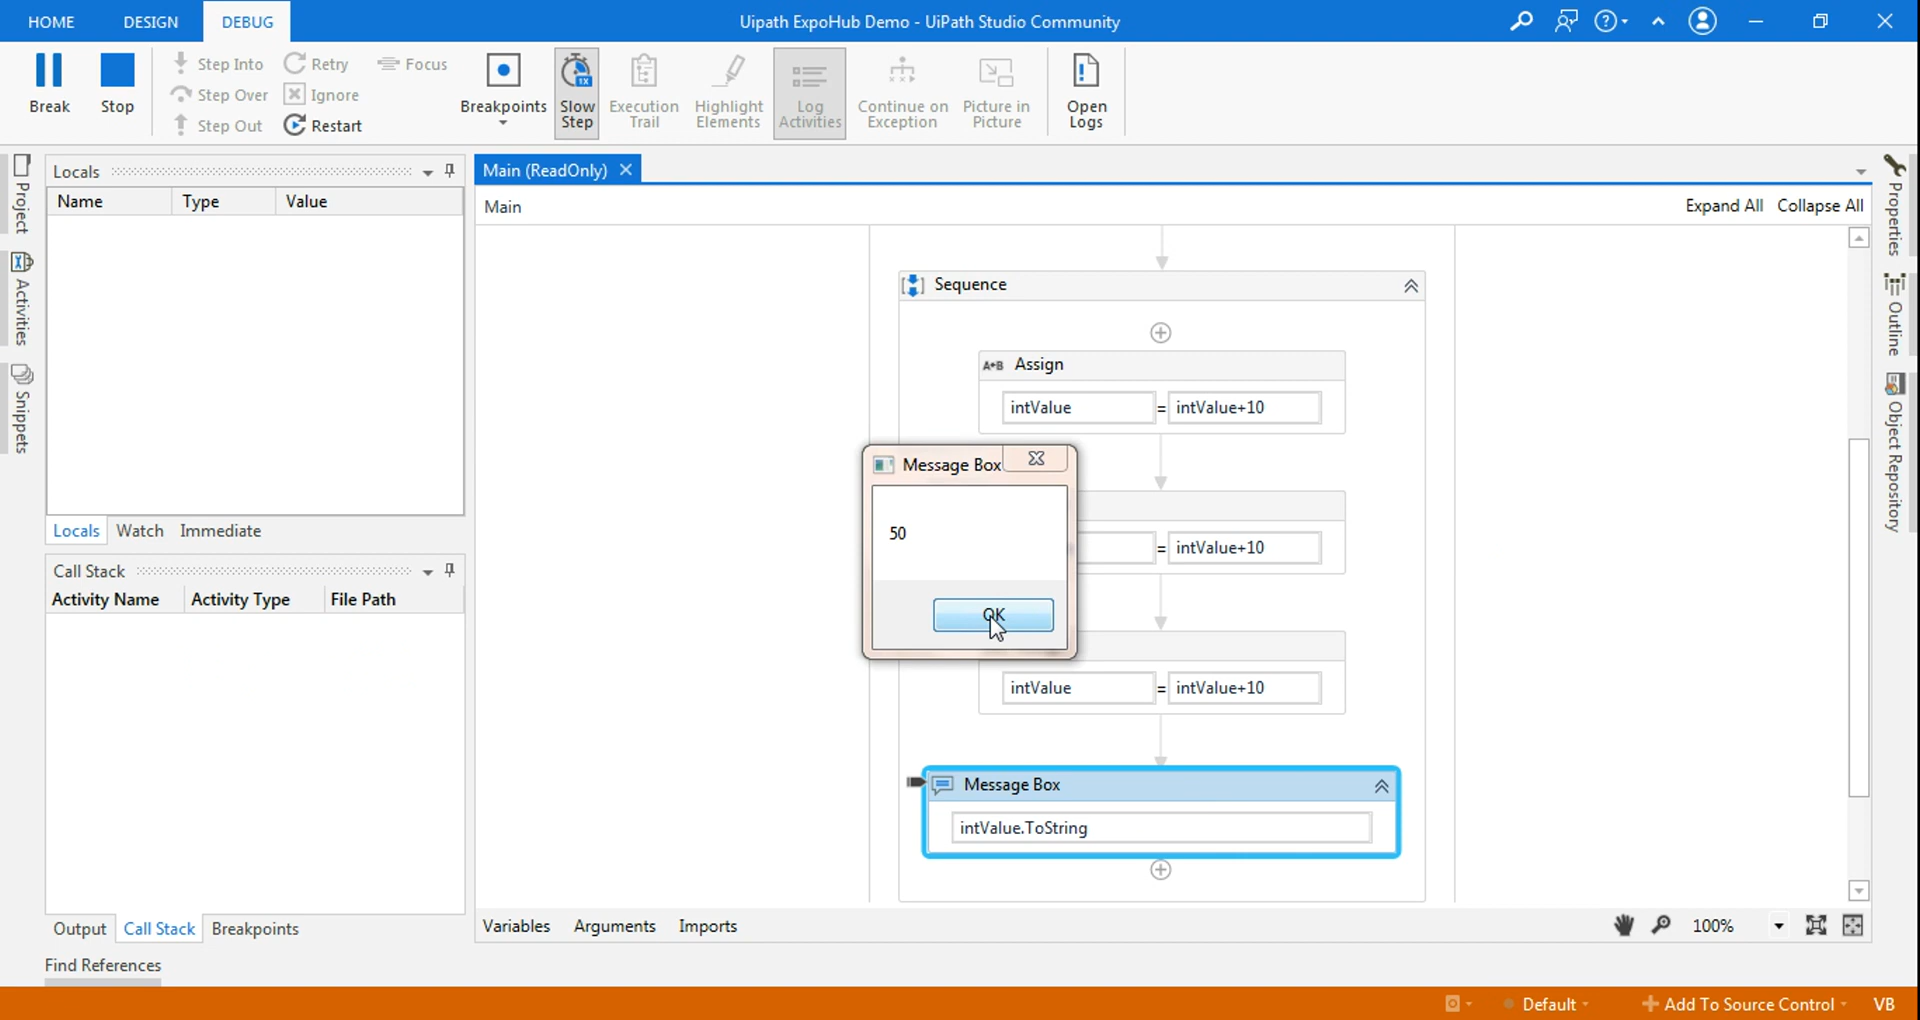 HOME DESIGN DEBUG Uipath ExpoHub Demo - UiPath Studio Community
Break Stop Step Into Retry Focus
Step Over Ignore
Step Out Restart
Breakpoints Slow Step Execution Trail Highlight Elements Log Activities Continue on Exception Picture in Picture Open Logs
Project
Activities
Snippets
Locals
Name Type Value
Locals Watch Immediate
Call Stack
Activity Name Activity Type File Path
Output Call Stack Breakpoints
Find References
Main (ReadOnly)
Main Expand All Collapse All
Sequence
A+B Assign
intValue = intValue+10
= intValue+10
intValue = intValue+10
Message Box
50
OK
Message Box
intValue.ToString
Variables Arguments Imports 100%
Properties
Outline
Object Repository
Default Add To Source Control VB